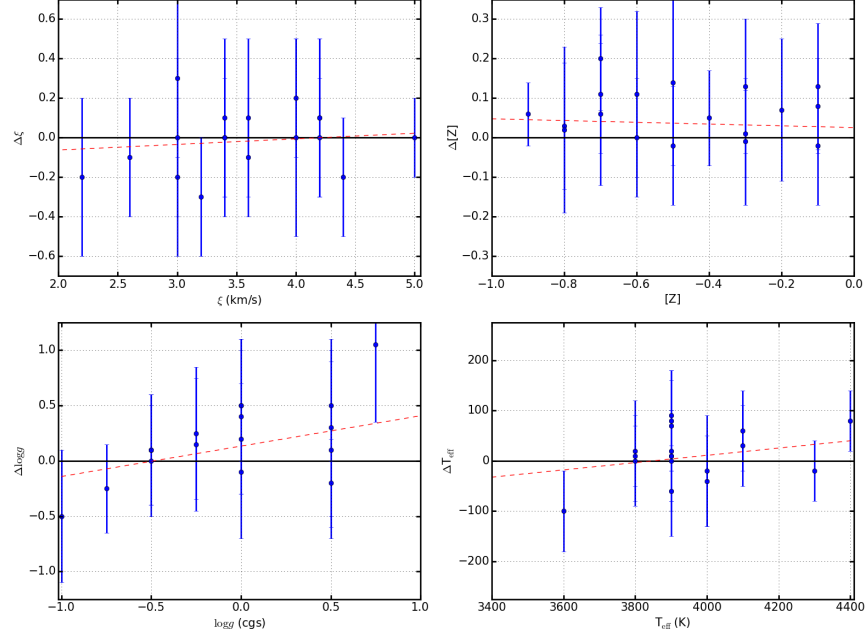 0.6
0.4
0.2
0.0
−0.2
−0.4
−0.6
Δξ
2.0 2.5 3.0 3.5 4.0 4.5 5.0
ξ (km/s)
0.3
0.2
0.1
0.0
−0.1
−0.2
−0.3
Δ[Z]
−1.0 −0.8 −0.6 −0.4 −0.2 0.0
[Z]
1.0
0.5
0.0
−0.5
−1.0
Δlogg
−1.0 −0.5 0.0 0.5 1.0
logg (cgs)
200
100
0
−100
−200
ΔT_eff
3400 3600 3800 4000 4200 4400
T_eff (K)